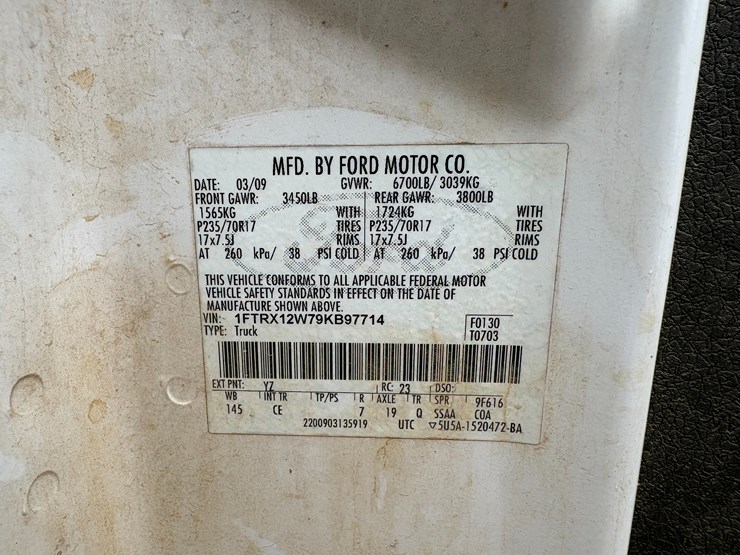 MFD. BY FORD MOTOR CO.
DATE: 03/09 GVWR: 6700LB/ 3039KG
FRONT GAWR: 3450LB REAR GAWR: 3800LB
1565KG WITH 1724KG WITH
P235/70R17 TIRES P235/70R17 TIRES
17x7.5J RIMS 17x7.5J RIMS
AT 260 kPa/ 38 PSI COLD AT 260 kPa/ 38 PSI COLD
Ford
THIS VEHICLE CONFORMS TO ALL APPLICABLE FEDERAL MOTOR
VEHICLE SAFETY STANDARDS IN EFFECT ON THE DATE OF
MANUFACTURE SHOWN ABOVE.
VIN: 1FTRX12W79KB97714 F0130
TYPE: Truck T0703
EXT PNT: YZ RC: 23 DSO:
WB INT TR TP/PS R AXLE TR SPR 9F616
145 CE 7 19 Q SSAA COA
2200903135919 UTC ▽5U5A-1520472-BA